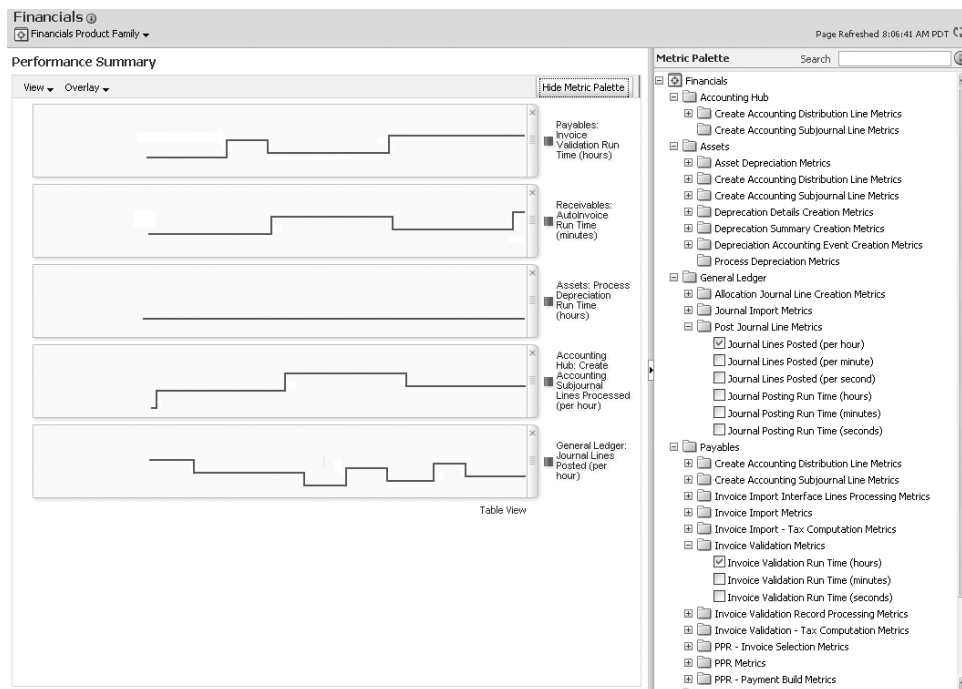 Financials
Financials Product Family
Page Refreshed 8:06:41 AM PDT
Performance Summary
View Overlay
Hide Metric Palette
Payables:
Invoice
Validation Run
Time (hours)
Receivables:
AutoInvoice
Run Time
(minutes)
Assets: Process
Depreciation
Run Time
(hours)
Accounting
Hub: Create
Accounting
Subjournal
Lines Processed
(per hour)
General Ledger:
Journal Lines
Posted (per
hour)
Table View
Metric Palette Search
Financials
Accounting Hub
Create Accounting Distribution Line Metrics
Create Accounting Subjournal Line Metrics
Assets
Asset Depreciation Metrics
Create Accounting Distribution Line Metrics
Create Accounting Subjournal Line Metrics
Deprecation Details Creation Metrics
Deprecation Summary Creation Metrics
Depreciation Accounting Event Creation Metrics
Process Depreciation Metrics
General Ledger
Allocation Journal Line Creation Metrics
Journal Import Metrics
Post Journal Line Metrics
Journal Lines Posted (per hour)
Journal Lines Posted (per minute)
Journal Lines Posted (per second)
Journal Posting Run Time (hours)
Journal Posting Run Time (minutes)
Journal Posting Run Time (seconds)
Payables
Create Accounting Distribution Line Metrics
Create Accounting Subjournal Line Metrics
Invoice Import Interface Lines Processing Metrics
Invoice Import Metrics
Invoice Import - Tax Computation Metrics
Invoice Validation Metrics
Invoice Validation Run Time (hours)
Invoice Validation Run Time (minutes)
Invoice Validation Run Time (seconds)
Invoice Validation Record Processing Metrics
Invoice Validation - Tax Computation Metrics
PPR - Invoice Selection Metrics
PPR Metrics
PPR - Payment Build Metrics